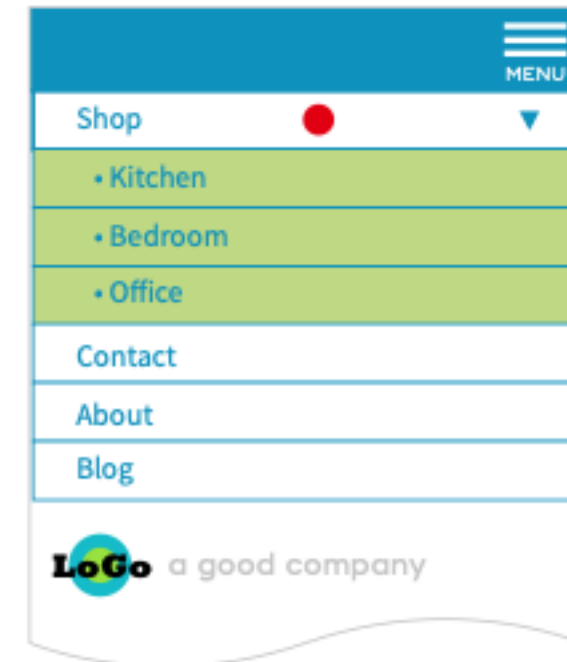 MENU
Shop ▼
• Kitchen
• Bedroom
• Office
Contact
About
Blog
LoGo a good company